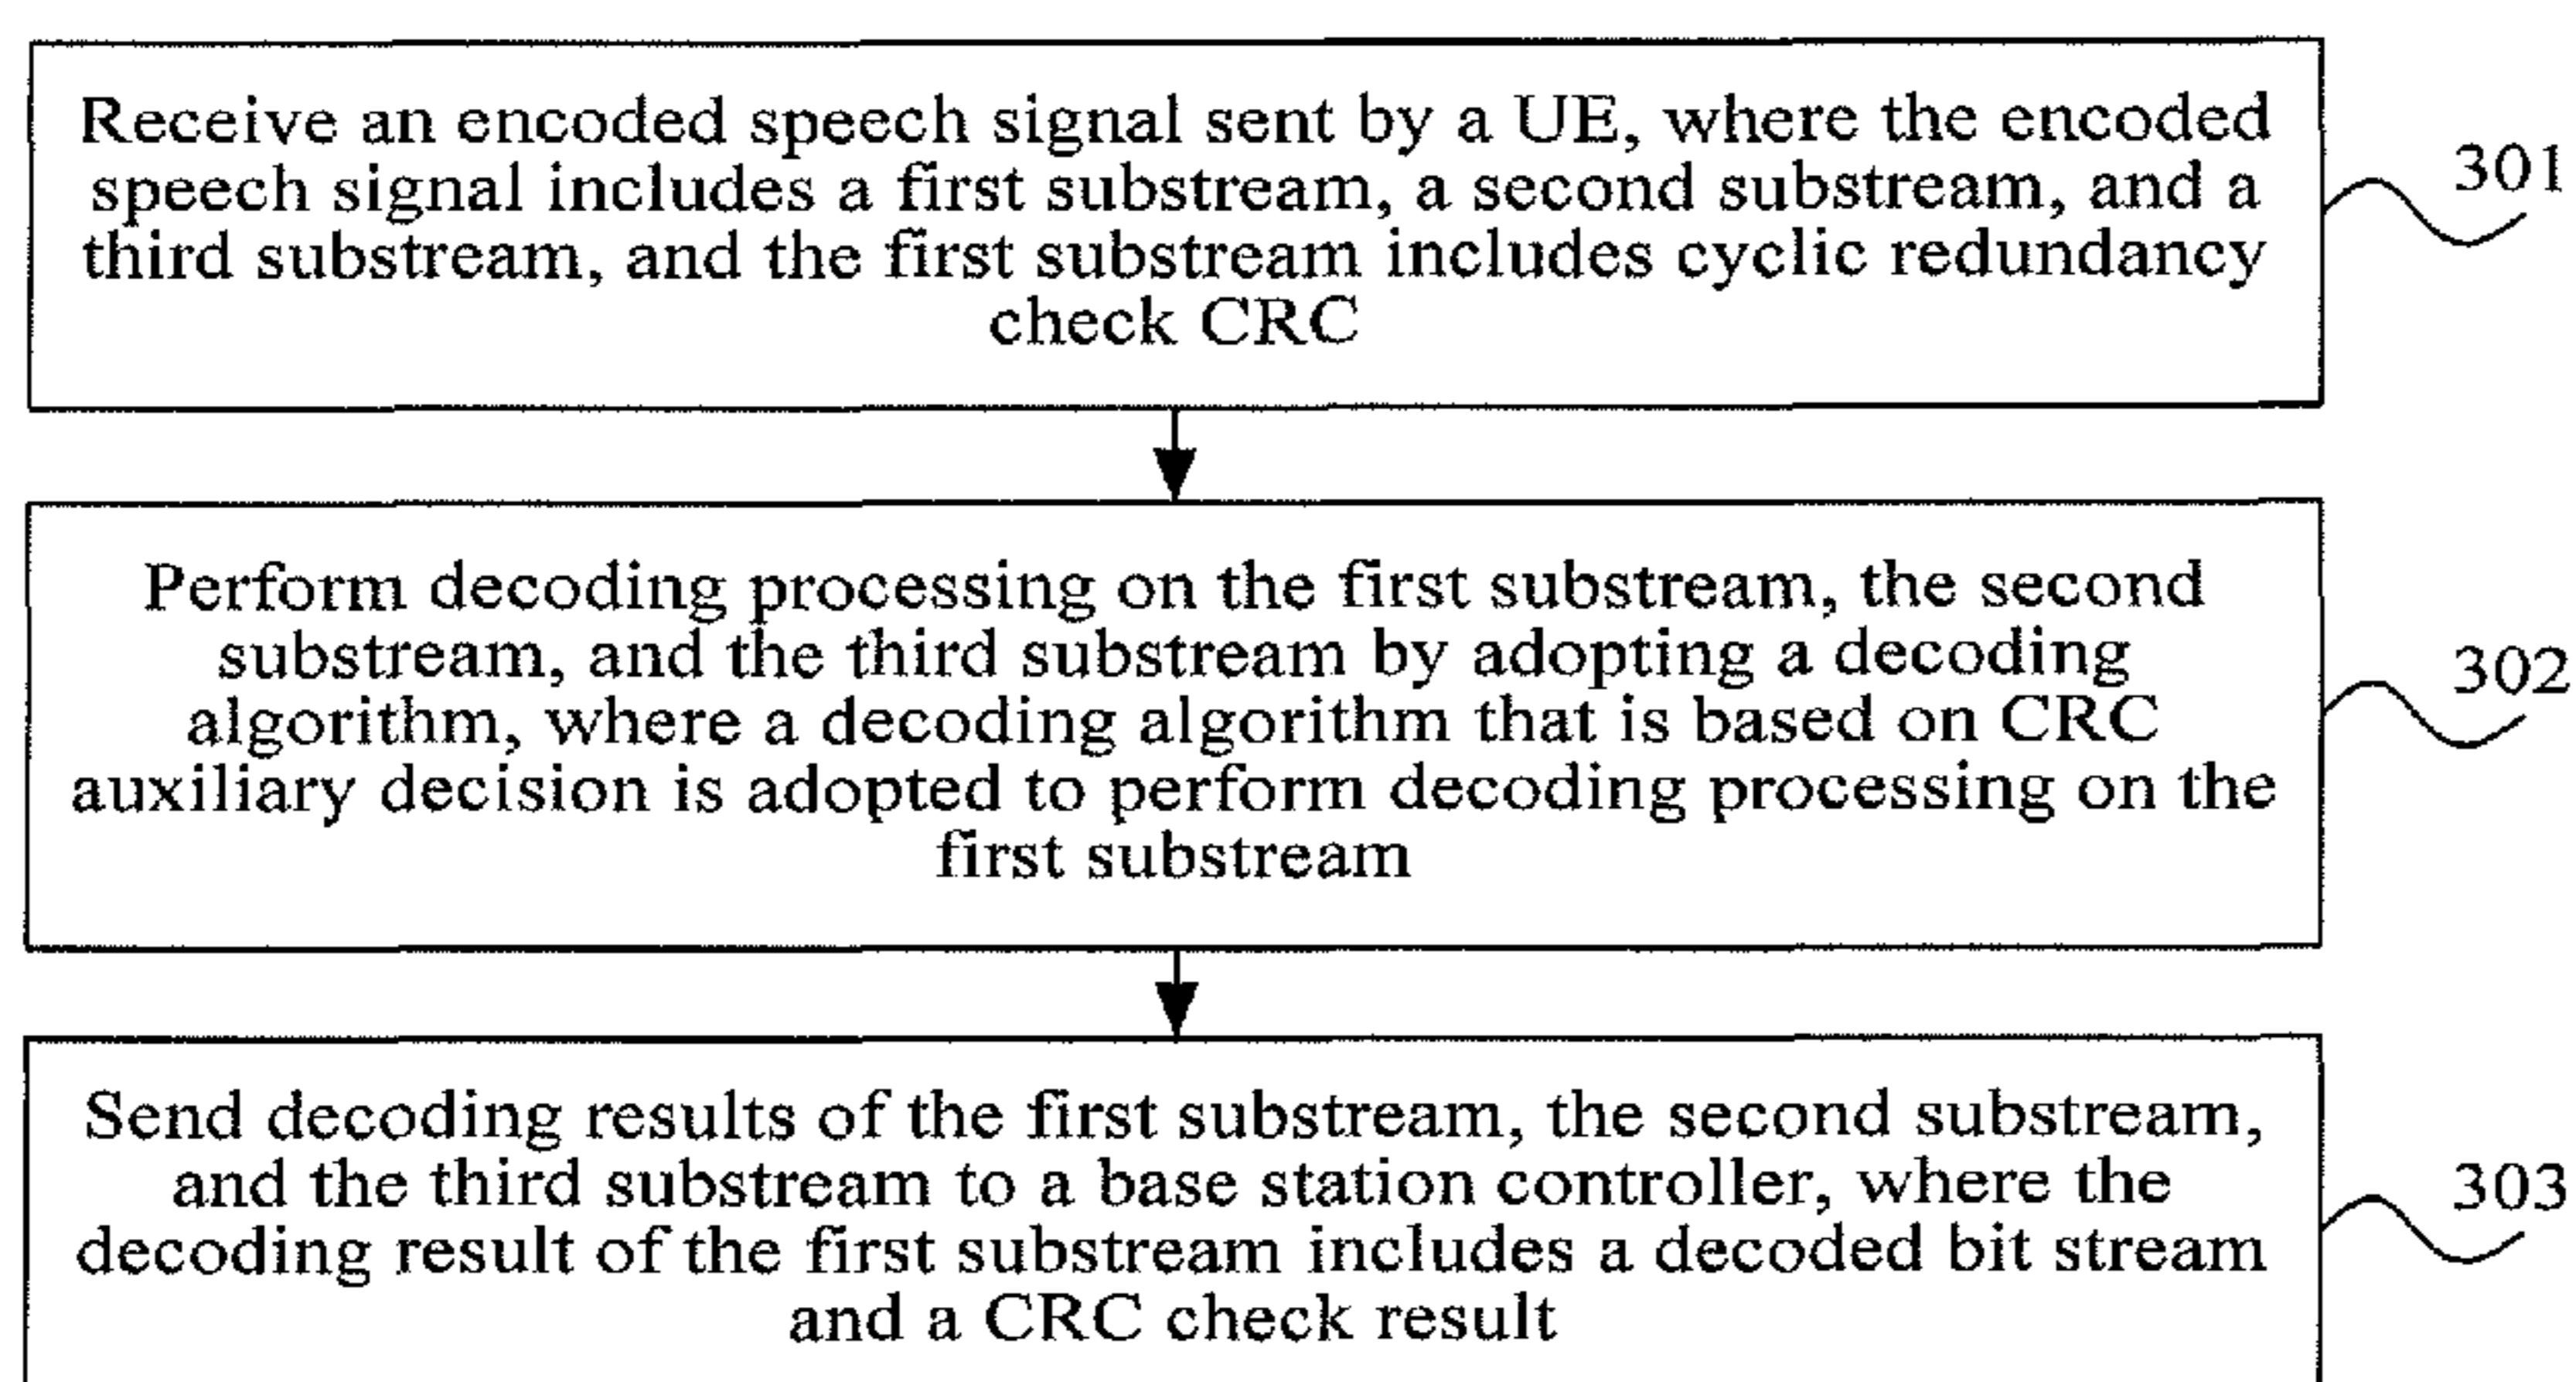 Receive an encoded speech signal sent by a UE, where the encoded
speech signal includes a first substream, a second substream, and a
third substream, and the first substream includes cyclic redundancy
check CRC
301
Perform decoding processing on the first substream, the second
substream, and the third substream by adopting a decoding
algorithm, where a decoding algorithm that is based on CRC
auxiliary decision is adopted to perform decoding processing on the
first substream
302
Send decoding results of the first substream, the second substream,
and the third substream to a base station controller, where the
decoding result of the first substream includes a decoded bit stream
and a CRC check result
303